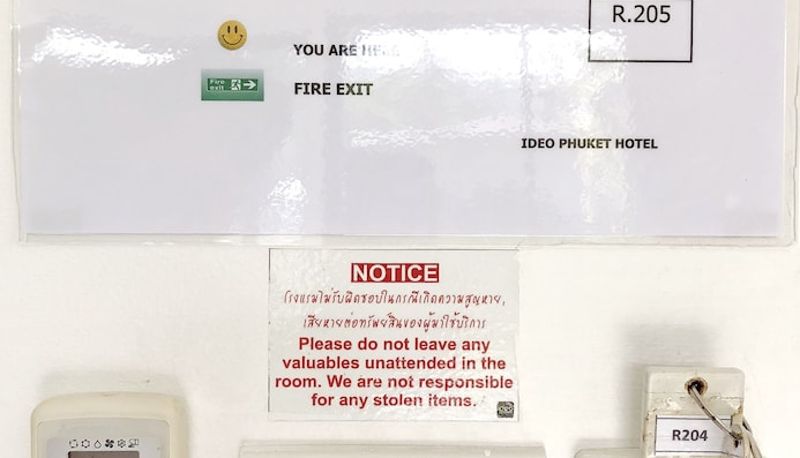 R.205
YOU ARE HERE
Fire exit
FIRE EXIT
IDEO PHUKET HOTEL
NOTICE
โรงแรมไม่รับผิดชอบในกรณีเกิดความสูญหาย,
เสียหายต่อทรัพย์สินของผู้มาใช้บริการ
Please do not leave any
valuables unattended in the
room. We are not responsible
for any stolen items.
R204